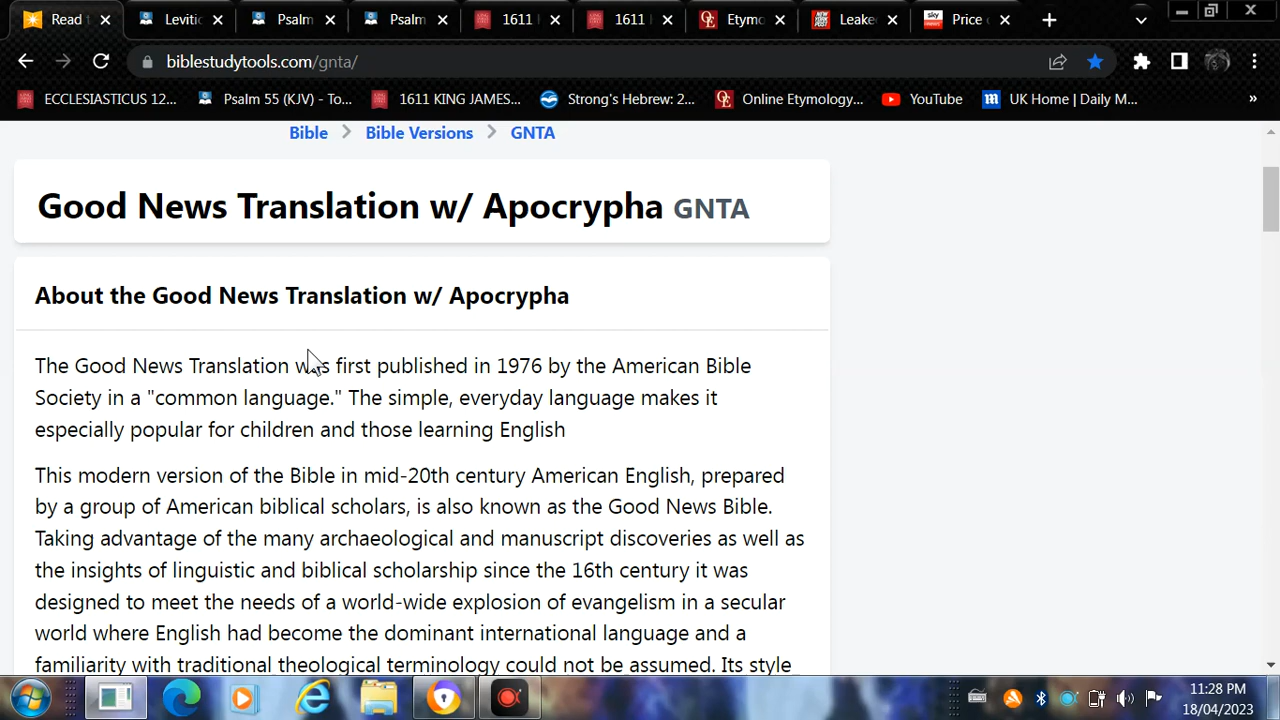 Read Levitic Psalm Psalm 1611 1611 Etymo Leake Price
biblestudytools.com/gnta/
ECCLESIASTICUS 12... Psalm 55 (KJV) - To... 1611 KING JAMES... Strong's Hebrew: 2... Online Etymology... YouTube UK Home | Daily M... »
Bible Bible Versions GNTA
Good News Translation w/ Apocrypha GNTA
About the Good News Translation w/ Apocrypha
The Good News Translation was first published in 1976 by the American Bible
Society in a "common language." The simple, everyday language makes it
especially popular for children and those learning English
This modern version of the Bible in mid-20th century American English, prepared
by a group of American biblical scholars, is also known as the Good News Bible.
Taking advantage of the many archaeological and manuscript discoveries as well as
the insights of linguistic and biblical scholarship since the 16th century it was
designed to meet the needs of a world-wide explosion of evangelism in a secular
world where English had become the dominant international language and a
familiarity with traditional theological terminology could not be assumed. Its style
11:28 PM
18/04/2023